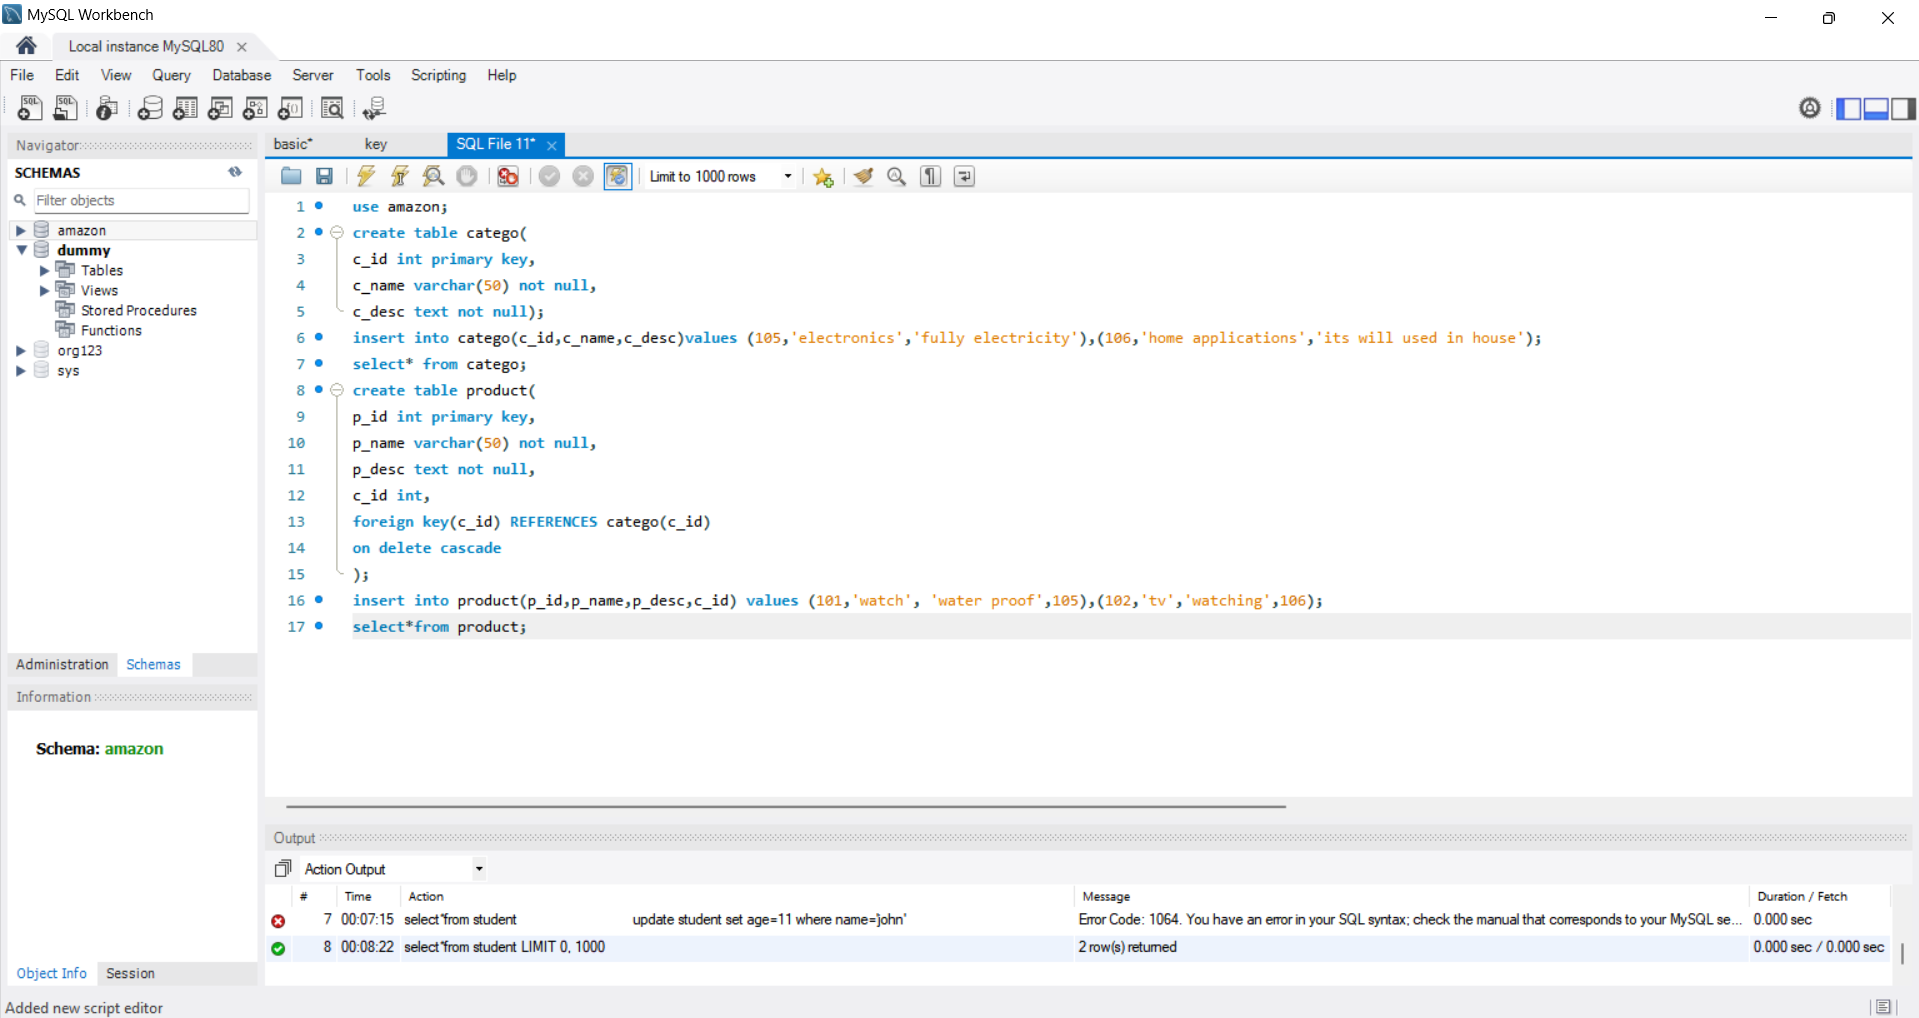 MySQL Workbench
Local instance MySQL80
File Edit View Query Database Server Tools Scripting Help
Navigator
SCHEMAS
Filter objects
amazon
dummy
Tables
Views
Stored Procedures
Functions
org123
sys
Administration Schemas
Information
Schema: amazon
Object Info Session
basic* key SQL File 11*
Limit to 1000 rows
1 use amazon;
2 create table catego(
3 c_id int primary key,
4 c_name varchar(50) not null,
5 c_desc text not null);
6 insert into catego(c_id,c_name,c_desc)values (105,'electronics','fully electricity'),(106,'home applications','its will used in house');
7 select* from catego;
8 create table product(
9 p_id int primary key,
10 p_name varchar(50) not null,
11 p_desc text not null,
12 c_id int,
13 foreign key(c_id) REFERENCES catego(c_id)
14 on delete cascade
15 );
16 insert into product(p_id,p_name,p_desc,c_id) values (101,'watch', 'water proof',105),(102,'tv','watching',106);
17 select*from product;
Output
Action Output
# Time Action Message Duration / Fetch
7 00:07:15 select*from student update student set age=11 where name='john' Error Code: 1064. You have an error in your SQL syntax; check the manual that corresponds to your MySQL se... 0.000 sec
8 00:08:22 select*from student LIMIT 0, 1000 2 row(s) returned 0.000 sec / 0.000 sec
Added new script editor